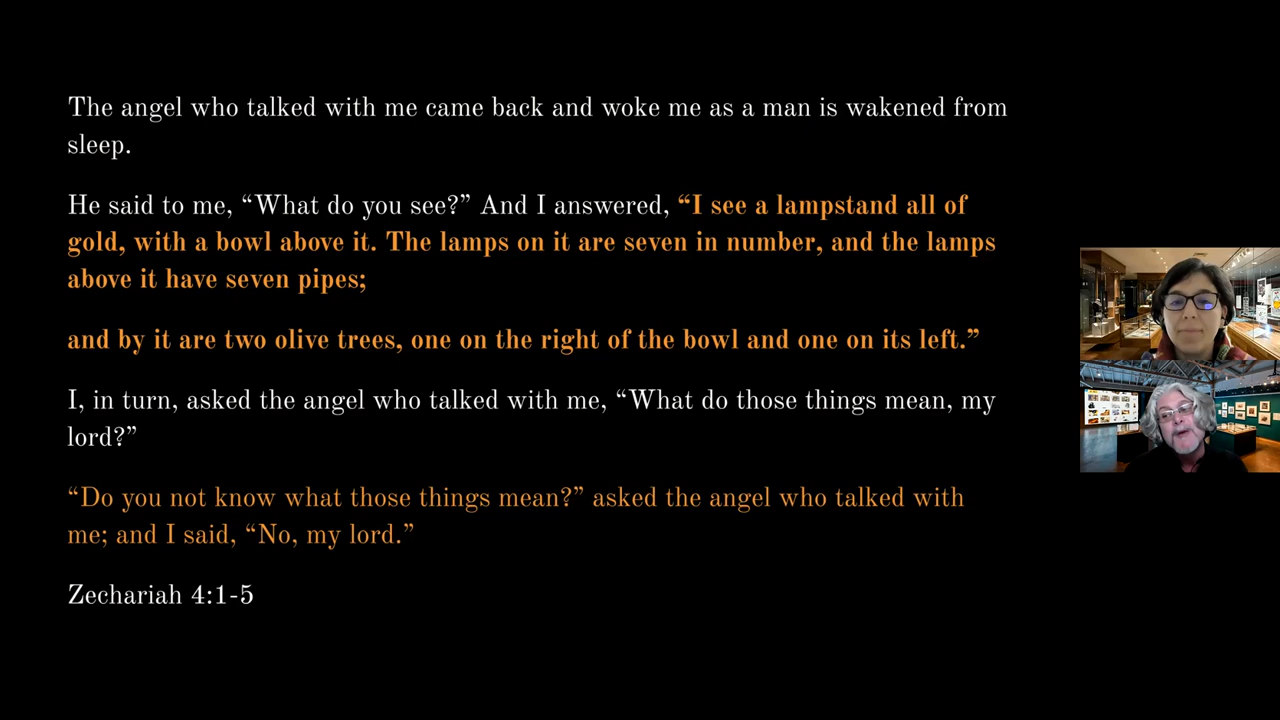 The angel who talked with me came back and woke me as a man is wakened from
sleep.
He said to me, “What do you see?” And I answered, “I see a lampstand all of
gold, with a bowl above it. The lamps on it are seven in number, and the lamps
above it have seven pipes;
and by it are two olive trees, one on the right of the bowl and one on its left.”
I, in turn, asked the angel who talked with me, “What do those things mean, my
lord?”
“Do you not know what those things mean?” asked the angel who talked with
me; and I said, “No, my lord.”
Zechariah 4:1-5